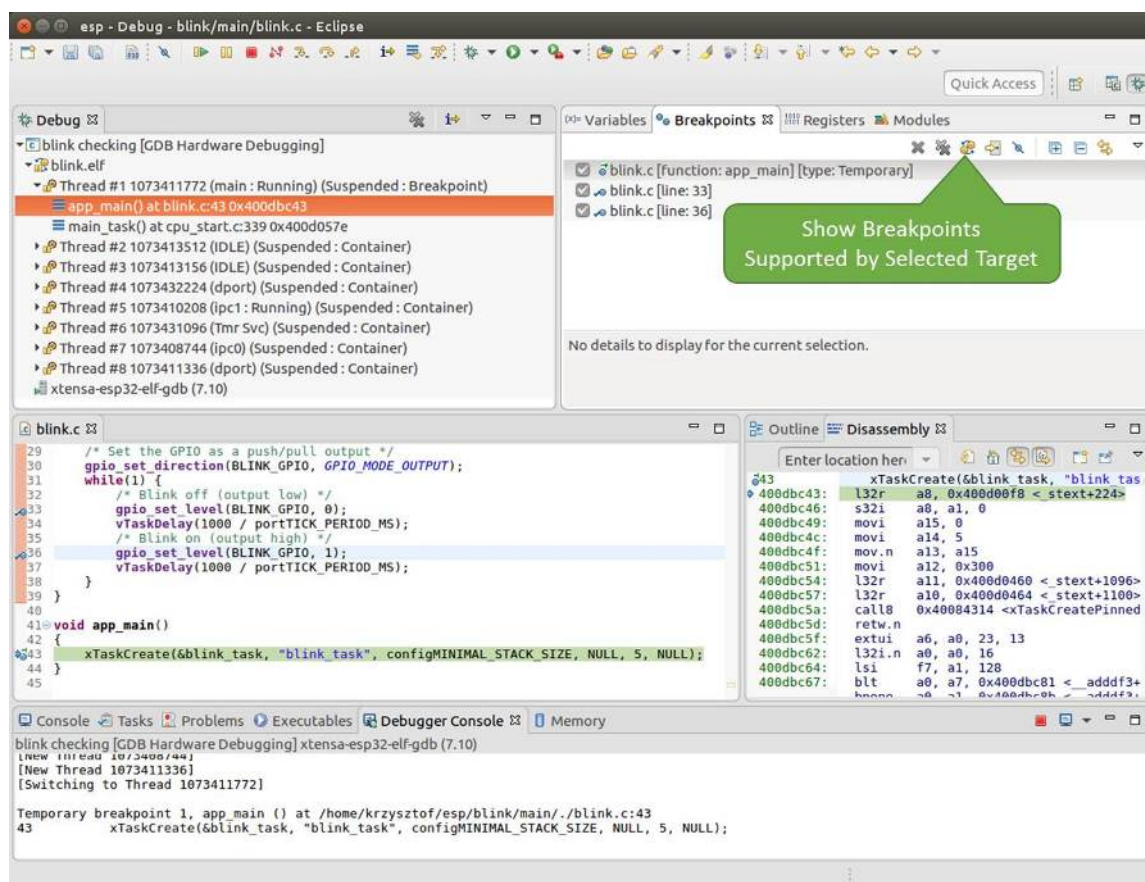 esp - Debug - blink/main/blink.c - Eclipse
Quick Access
Debug
blink checking [GDB Hardware Debugging]
blink.elf
Thread #1 1073411772 (main : Running) (Suspended : Breakpoint)
app_main() at blink.c:43 0x400dbc43
main_task() at cpu_start.c:339 0x400d057e
Thread #2 1073413512 (IDLE) (Suspended : Container)
Thread #3 1073413156 (IDLE) (Suspended : Container)
Thread #4 1073432224 (dport) (Suspended : Container)
Thread #5 1073410208 (ipc1 : Running) (Suspended : Container)
Thread #6 1073431096 (Tmr Svc) (Suspended : Container)
Thread #7 1073408744 (ipc0) (Suspended : Container)
Thread #8 1073411336 (dport) (Suspended : Container)
xtensa-esp32-elf-gdb (7.10)
(x)= Variables Breakpoints Registers Modules
blink.c [function: app_main] [type: Temporary]
blink.c [line: 33]
blink.c [line: 36]
Show Breakpoints
Supported by Selected Target
No details to display for the current selection.
blink.c
29 /* Set the GPIO as a push/pull output */
30 gpio_set_direction(BLINK_GPIO, GPIO_MODE_OUTPUT);
31 while(1) {
32 /* Blink off (output low) */
33 gpio_set_level(BLINK_GPIO, 0);
34 vTaskDelay(1000 / portTICK_PERIOD_MS);
35 /* Blink on (output high) */
36 gpio_set_level(BLINK_GPIO, 1);
37 vTaskDelay(1000 / portTICK_PERIOD_MS);
38 }
39 }
40
41 void app_main()
42 {
43 xTaskCreate(&blink_task, "blink_task", configMINIMAL_STACK_SIZE, NULL, 5, NULL);
44 }
45
Outline Disassembly
Enter location her
43 xTaskCreate(&blink_task, "blink_tas
400dbc43: l32r a8, 0x400d00f8 <_stext+224>
400dbc46: s32i a8, a1, 0
400dbc49: movi a15, 0
400dbc4c: movi a14, 5
400dbc4f: mov.n a13, a15
400dbc51: movi a12, 0x300
400dbc54: l32r a11, 0x400d0460 <_stext+1096>
400dbc57: l32r a10, 0x400d0464 <_stext+1100>
400dbc5a: call8 0x40084314 <xTaskCreatePinned
400dbc5d: retw.n
400dbc5f: extui a6, a0, 23, 13
400dbc62: l32i.n a0, a0, 16
400dbc64: lsi f7, a1, 128
400dbc67: blt a0, a7, 0x400dbc81 <__adddf3+
Console Tasks Problems Executables Debugger Console Memory
blink checking [GDB Hardware Debugging] xtensa-esp32-elf-gdb (7.10)
[New Thread 1073408744]
[New Thread 1073411336]
[Switching to Thread 1073411772]
Temporary breakpoint 1, app_main () at /home/krzysztof/esp/blink/main/./blink.c:43
43 xTaskCreate(&blink_task, "blink_task", configMINIMAL_STACK_SIZE, NULL, 5, NULL);